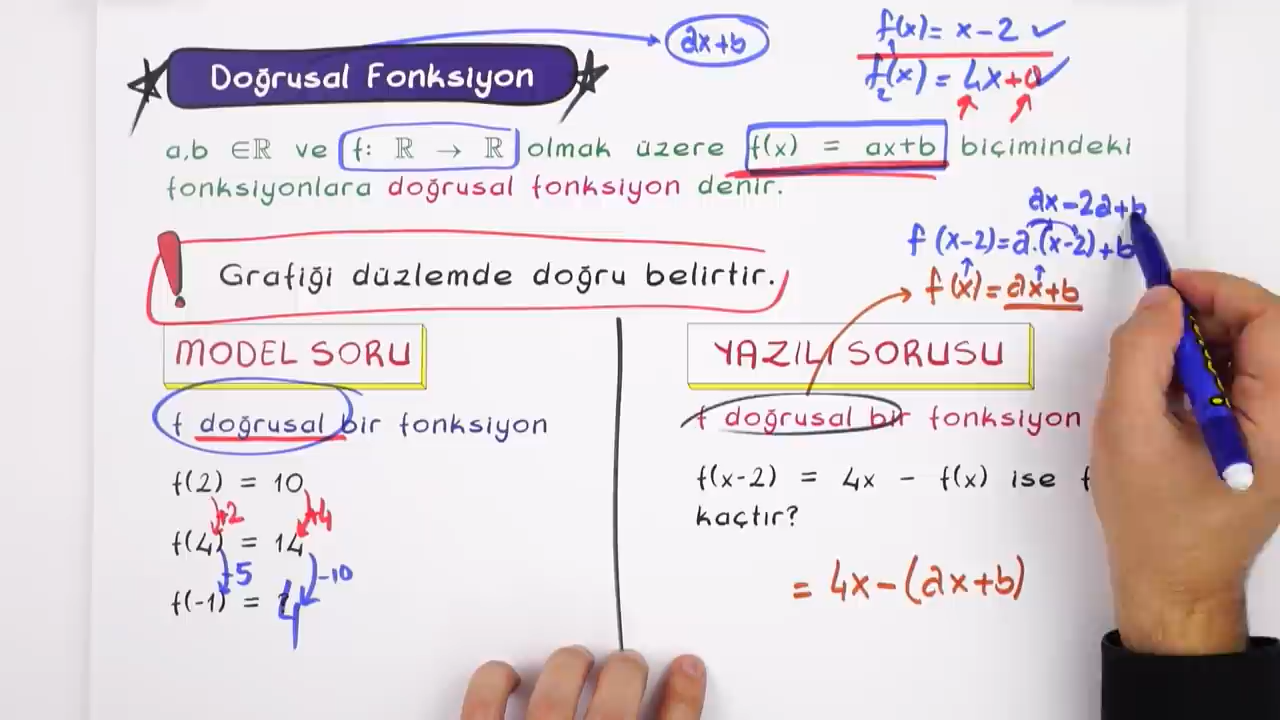 ax+b
f₁(x) = x-2 ✓
f₂(x) = 4x+0 ✓
Doğrusal Fonksiyon
a,b ∈ℝ ve f: ℝ → ℝ olmak üzere f(x) = ax+b biçimindeki
fonksiyonlara doğrusal fonksiyon denir.
ax-2a+b
f(x-2)=a.(x-2)+b
f(x)=ax+b
! Grafiği düzlemde doğru belirtir.
MODEL SORU
f doğrusal bir fonksiyon
f(2) = 10
+2 +4
f(4) = 14
-5 -10
f(-1) = 4
YAZILI SORUSU
f doğrusal bir fonksiyon
f(x-2) = 4x - f(x) ise f
kaçtır?
= 4x-(ax+b)